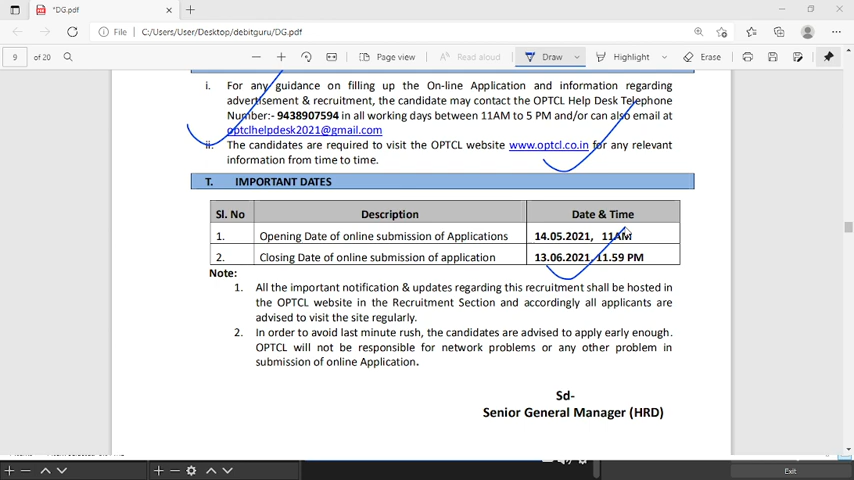 *DG.pdf
File C:/Users/User/Desktop/debitguru/DG.pdf
9 of 20 Page view Read aloud Draw Highlight Erase
i. For any guidance on filling up the On-line Application and information regarding
advertisement & recruitment, the candidate may contact the OPTCL Help Desk Telephone
Number:- 9438907594 in all working days between 11AM to 5 PM and/or can also email at
optclhelpdesk2021@gmail.com
ii. The candidates are required to visit the OPTCL website www.optcl.co.in for any relevant
information from time to time.
T. IMPORTANT DATES
Sl. No Description Date & Time
1. Opening Date of online submission of Applications 14.05.2021, 11AM
2. Closing Date of online submission of application 13.06.2021, 11.59 PM
Note:
1. All the important notification & updates regarding this recruitment shall be hosted in
the OPTCL website in the Recruitment Section and accordingly all applicants are
advised to visit the site regularly.
2. In order to avoid last minute rush, the candidates are advised to apply early enough.
OPTCL will not be responsible for network problems or any other problem in
submission of online Application.
Sd-
Senior General Manager (HRD)
Exit